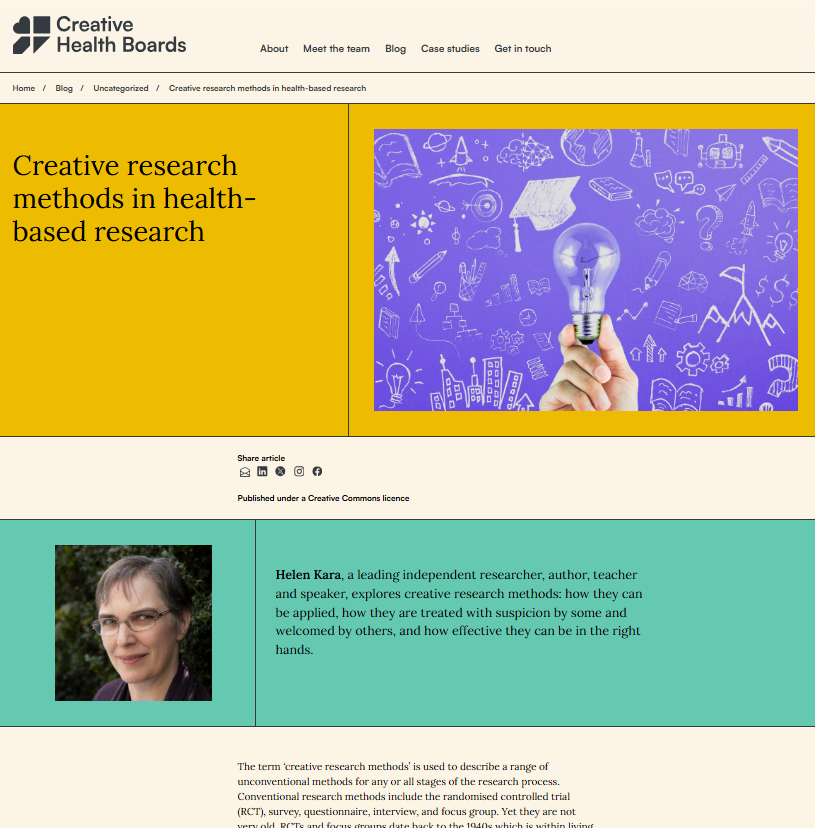 Creative
Health Boards
About Meet the team Blog Case studies Get in touch
Home / Blog / Uncategorized / Creative research methods in health-based research
Creative research
methods in health-
based research
Share article
Published under a Creative Commons licence
Helen Kara, a leading independent researcher, author, teacher
and speaker, explores creative research methods: how they can
be applied, how they are treated with suspicion by some and
welcomed by others, and how effective they can be in the right
hands.
The term ‘creative research methods’ is used to describe a range of
unconventional methods for any or all stages of the research process.
Conventional research methods include the randomised controlled trial
(RCT), survey, questionnaire, interview, and focus group. Yet they are not
very old. RCTs and focus groups date back to the 1940s which is within living